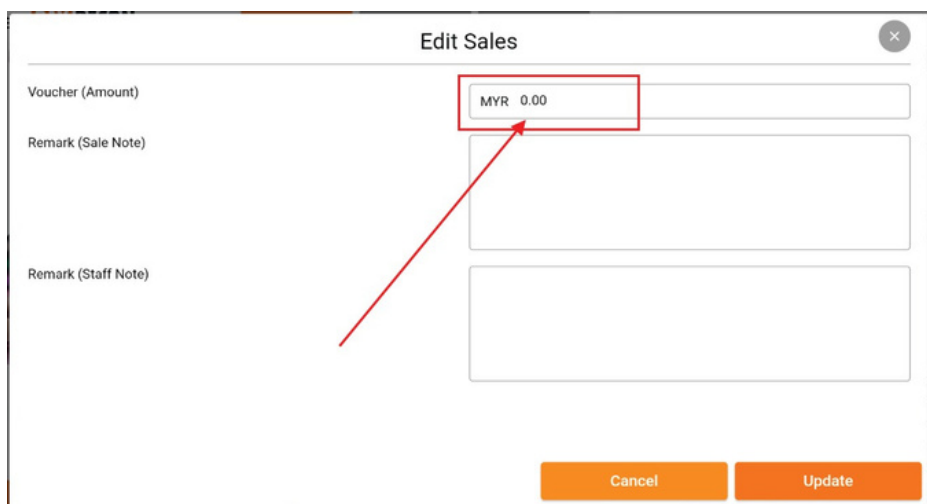 Edit Sales
Voucher (Amount)
MYR 0.00
Remark (Sale Note)
Remark (Staff Note)
Cancel
Update